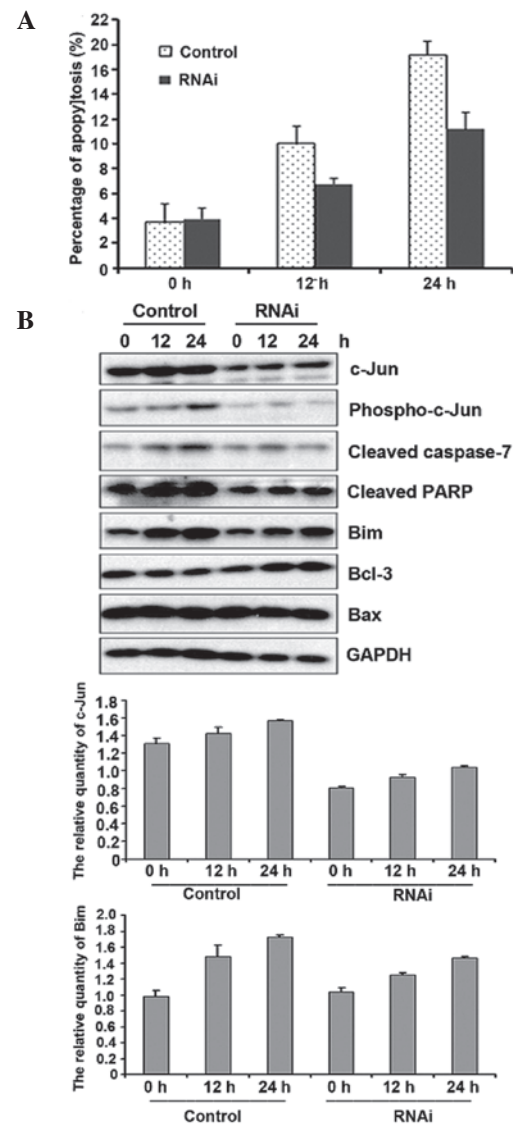 A
Percentage of apopy]tosis (%)
22
20
16
14
12
10
8
6
4
2
0
Control
RNAi
0 h 12 h 24 h
B
Control RNAi
0 12 24 0 12 24 h
c-Jun
Phospho-c-Jun
Cleaved caspase-7
Cleaved PARP
Bim
Bcl-3
Bax
GAPDH
The relative quantity of c-Jun
1.8
1.6
1.4
1.2
1.0
0.8
0.6
0.4
0.2
0
0 h 12 h 24 h 0 h 12 h 24 h
Control RNAi
The relative quantity of Bim
2.0
1.8
1.6
1.4
1.2
1.0
0.8
0.6
0.4
0.2
0
0 h 12 h 24 h 0 h 12 h 24 h
Control RNAi